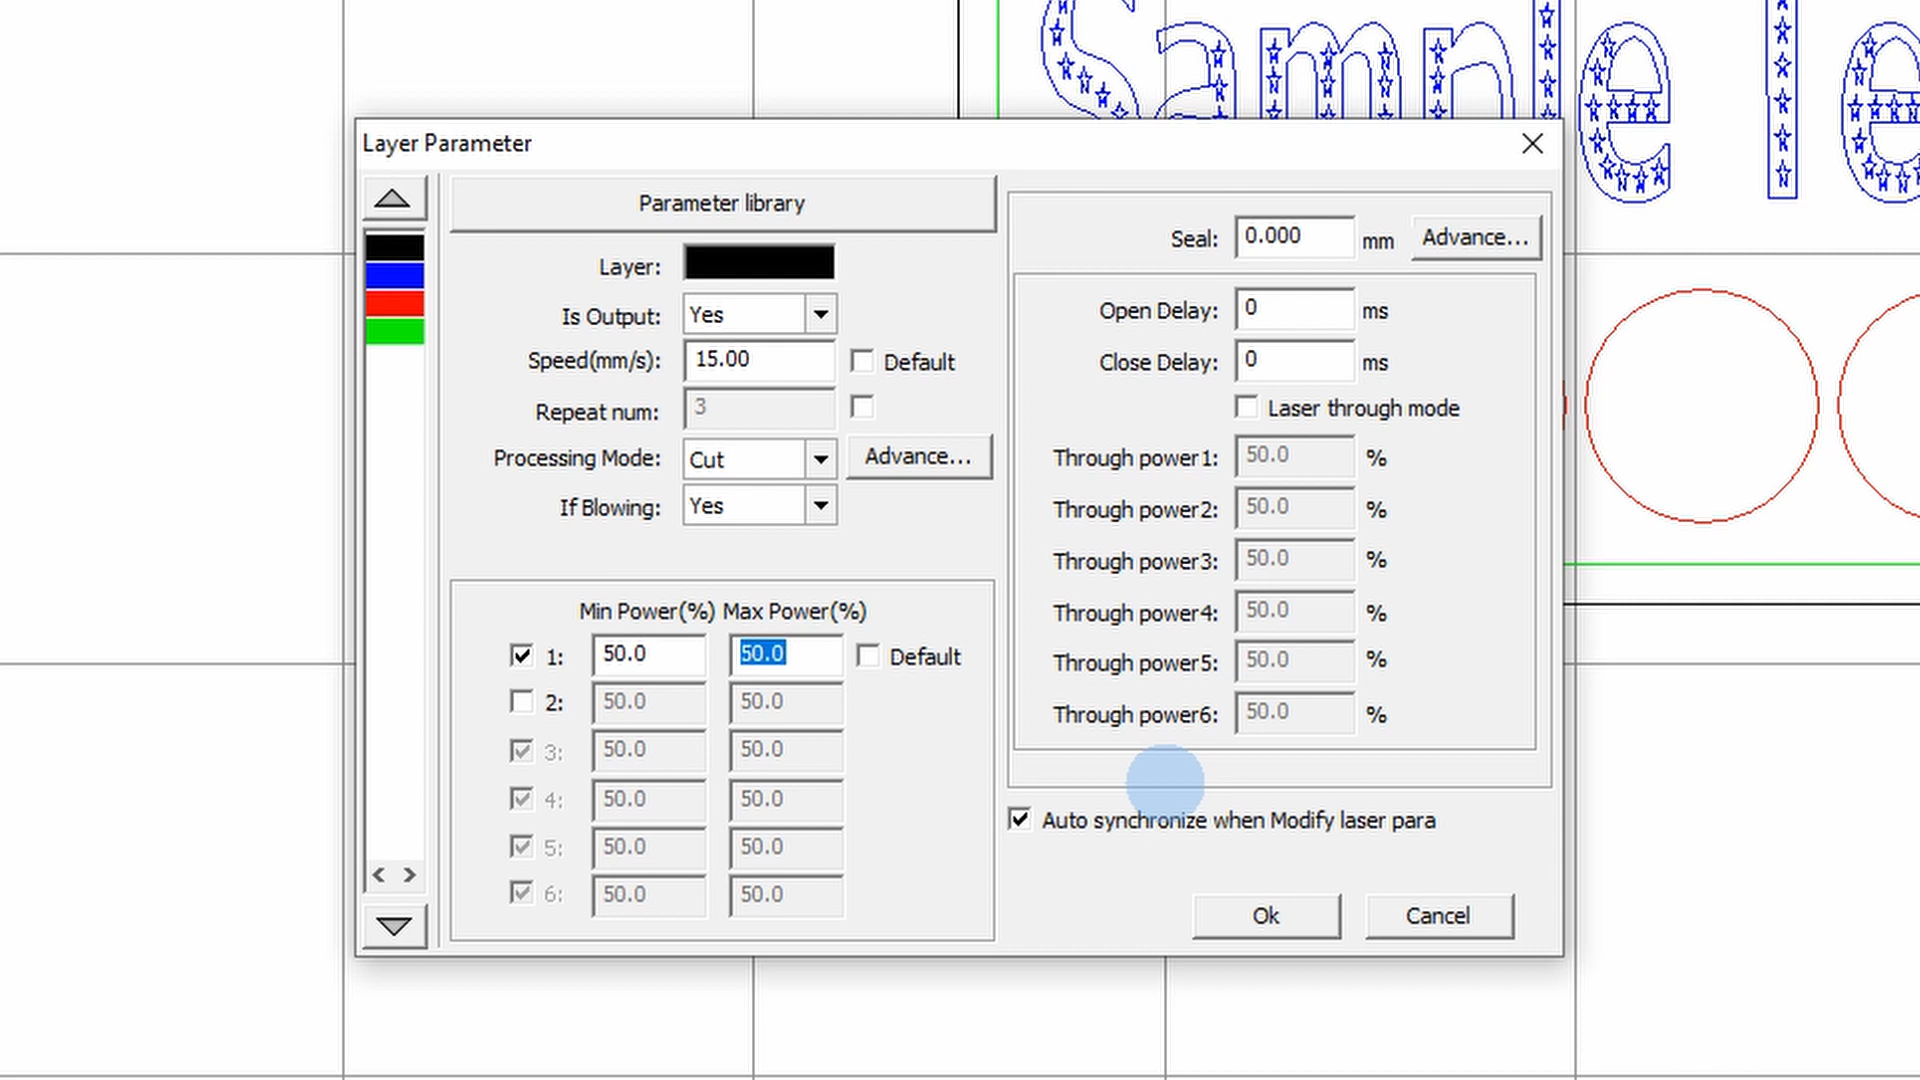 Sample le
Layer Parameter
Parameter library
Layer:
Is Output: Yes
Speed(mm/s): 15.00 Default
Repeat num: 3
Processing Mode: Cut Advance...
If Blowing: Yes
Min Power(%) Max Power(%)
1: 50.0 50.0 Default
2: 50.0 50.0
3: 50.0 50.0
4: 50.0 50.0
5: 50.0 50.0
6: 50.0 50.0
Seal: 0.000 mm Advance...
Open Delay: 0 ms
Close Delay: 0 ms
Laser through mode
Through power1: 50.0 %
Through power2: 50.0 %
Through power3: 50.0 %
Through power4: 50.0 %
Through power5: 50.0 %
Through power6: 50.0 %
Auto synchronize when Modify laser para
Ok Cancel